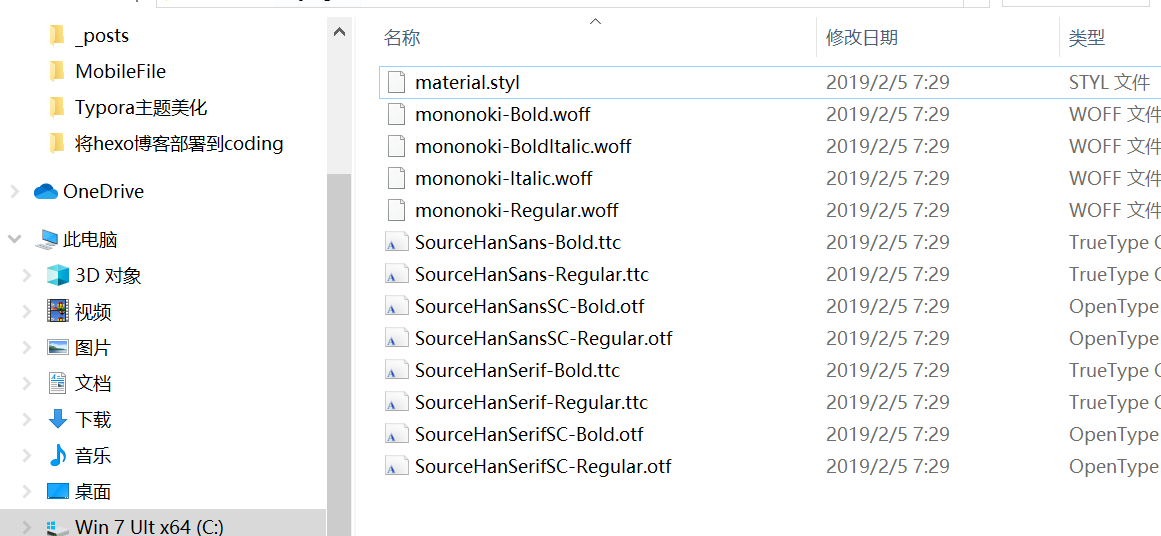 _posts
MobileFile
Typora主题美化
将hexo博客部署到coding
OneDrive
此电脑
3D 对象
视频
图片
文档
下载
音乐
桌面
Win 7 Ult x64 (C:)
名称 修改日期 类型
material.styl 2019/2/5 7:29 STYL 文件
mononoki-Bold.woff 2019/2/5 7:29 WOFF 文件
mononoki-BoldItalic.woff 2019/2/5 7:29 WOFF 文件
mononoki-Italic.woff 2019/2/5 7:29 WOFF 文件
mononoki-Regular.woff 2019/2/5 7:29 WOFF 文件
SourceHanSans-Bold.ttc 2019/2/5 7:29 TrueType
SourceHanSans-Regular.ttc 2019/2/5 7:29 TrueType
SourceHanSansSC-Bold.otf 2019/2/5 7:29 OpenType
SourceHanSansSC-Regular.otf 2019/2/5 7:29 OpenType
SourceHanSerif-Bold.ttc 2019/2/5 7:29 TrueType
SourceHanSerif-Regular.ttc 2019/2/5 7:29 TrueType
SourceHanSerifSC-Bold.otf 2019/2/5 7:29 OpenType
SourceHanSerifSC-Regular.otf 2019/2/5 7:29 OpenType